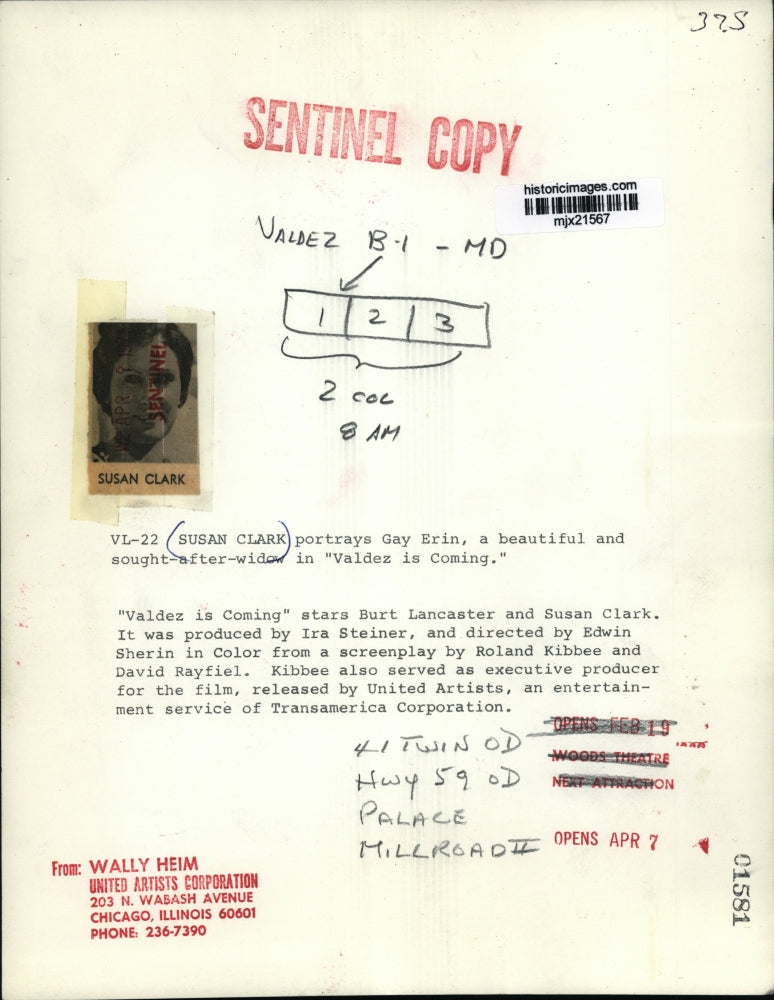 375
SENTINEL COPY
historicimages.com
mjx21567
VALDEZ B-1 - MD
1 2 3
2 COL
8 AM
APR 9
SENTINEL
SUSAN CLARK
VL-22 SUSAN CLARK portrays Gay Erin, a beautiful and
sought-after-widow in "Valdez is Coming."
"Valdez is Coming" stars Burt Lancaster and Susan Clark.
It was produced by Ira Steiner, and directed by Edwin
Sherin in Color from a screenplay by Roland Kibbee and
David Rayfiel. Kibbee also served as executive producer
for the film, released by United Artists, an entertain-
ment service of Transamerica Corporation.
OPENS FEB 19
WOODS THEATRE
NEXT ATTRACTION
41 TWIN OD
HWY 59 OD
PALACE
MILLROAD II
OPENS APR 7
From: WALLY HEIM
UNITED ARTISTS CORPORATION
203 N. WABASH AVENUE
CHICAGO, ILLINOIS 60601
PHONE: 236-7390
01581